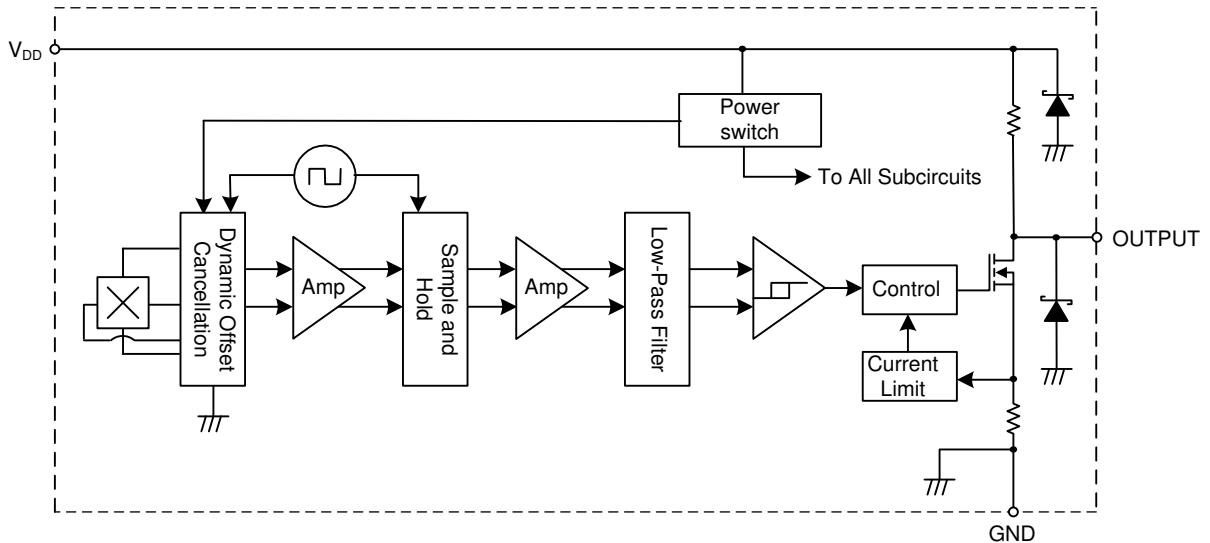 VDD
Power
switch
To All Subcircuits
Dynamic Offset
Cancellation
Amp
Sample and
Hold
Amp
Low-Pass Filter
Control
Current
Limit
OUTPUT
GND